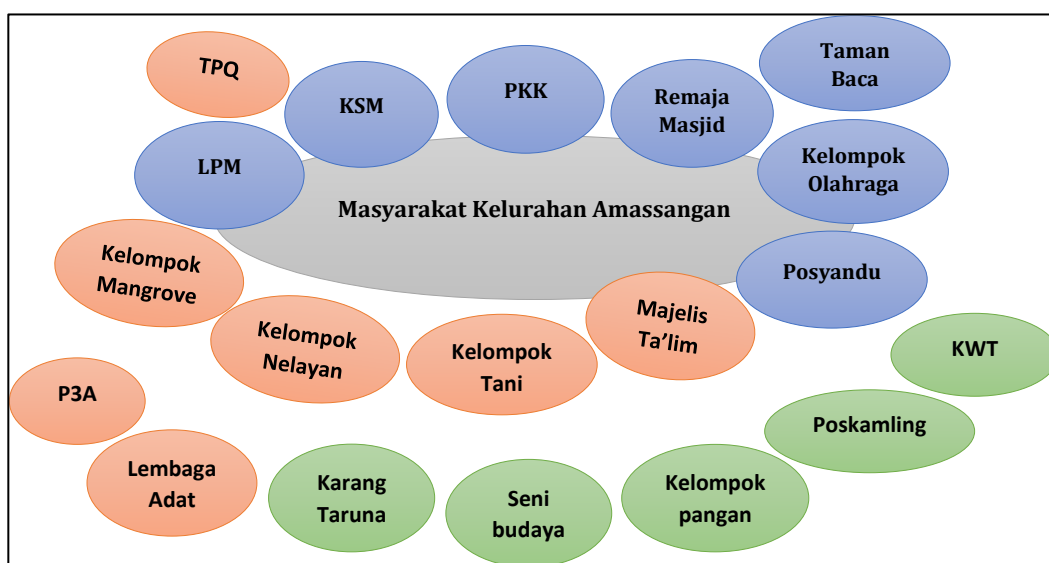 TPQ
KSM
PKK
Remaja
Masjid
Taman
Baca
LPM
Kelompok
Olahraga
Masyarakat Kelurahan Amassangan
Kelompok
Mangrove
Posyandu
Kelompok
Nelayan
Kelompok
Tani
Majelis
Ta’lim
KWT
P3A
Poskamling
Lembaga
Adat
Karang
Taruna
Seni
budaya
Kelompok
pangan